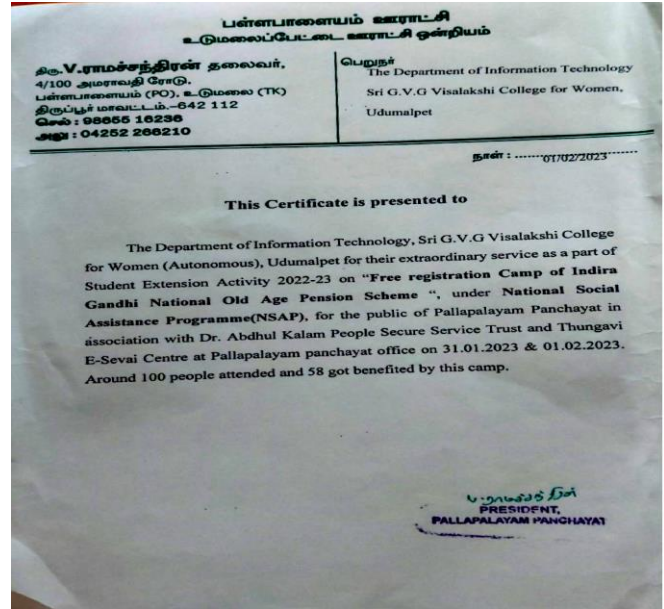 பள்ளபாளையம் ஊராட்சி
உடுமலைப்பேட்டை ஊராட்சி ஒன்றியம்
திரு.V.ராமச்சந்திரன் தலைவர்,
4/100 அமராவதி ரோடு,
பள்ளபாளையம் (PO), உடுமலை (TK)
திருப்பூர் மாவட்டம்.–642 112
செல் : 98655 16236
அலு : 04252 266210
பெறுநர்
The Department of Information Technology
Sri G.V.G Visalakshi College for Women,
Udumalpet
நாள் : 01/02/2023
This Certificate is presented to
The Department of Information Technology, Sri G.V.G Visalakshi College
for Women (Autonomous), Udumalpet for their extraordinary service as a part of
Student Extension Activity 2022-23 on “Free registration Camp of Indira
Gandhi National Old Age Pension Scheme “, under National Social
Assistance Programme(NSAP), for the public of Pallapalayam Panchayat in
association with Dr. Abdhul Kalam People Secure Service Trust and Thungavi
E-Sevai Centre at Pallapalayam panchayat office on 31.01.2023 & 01.02.2023.
Around 100 people attended and 58 got benefited by this camp.
PRESIDENT,
PALLAPALAYAM PANCHAYAT